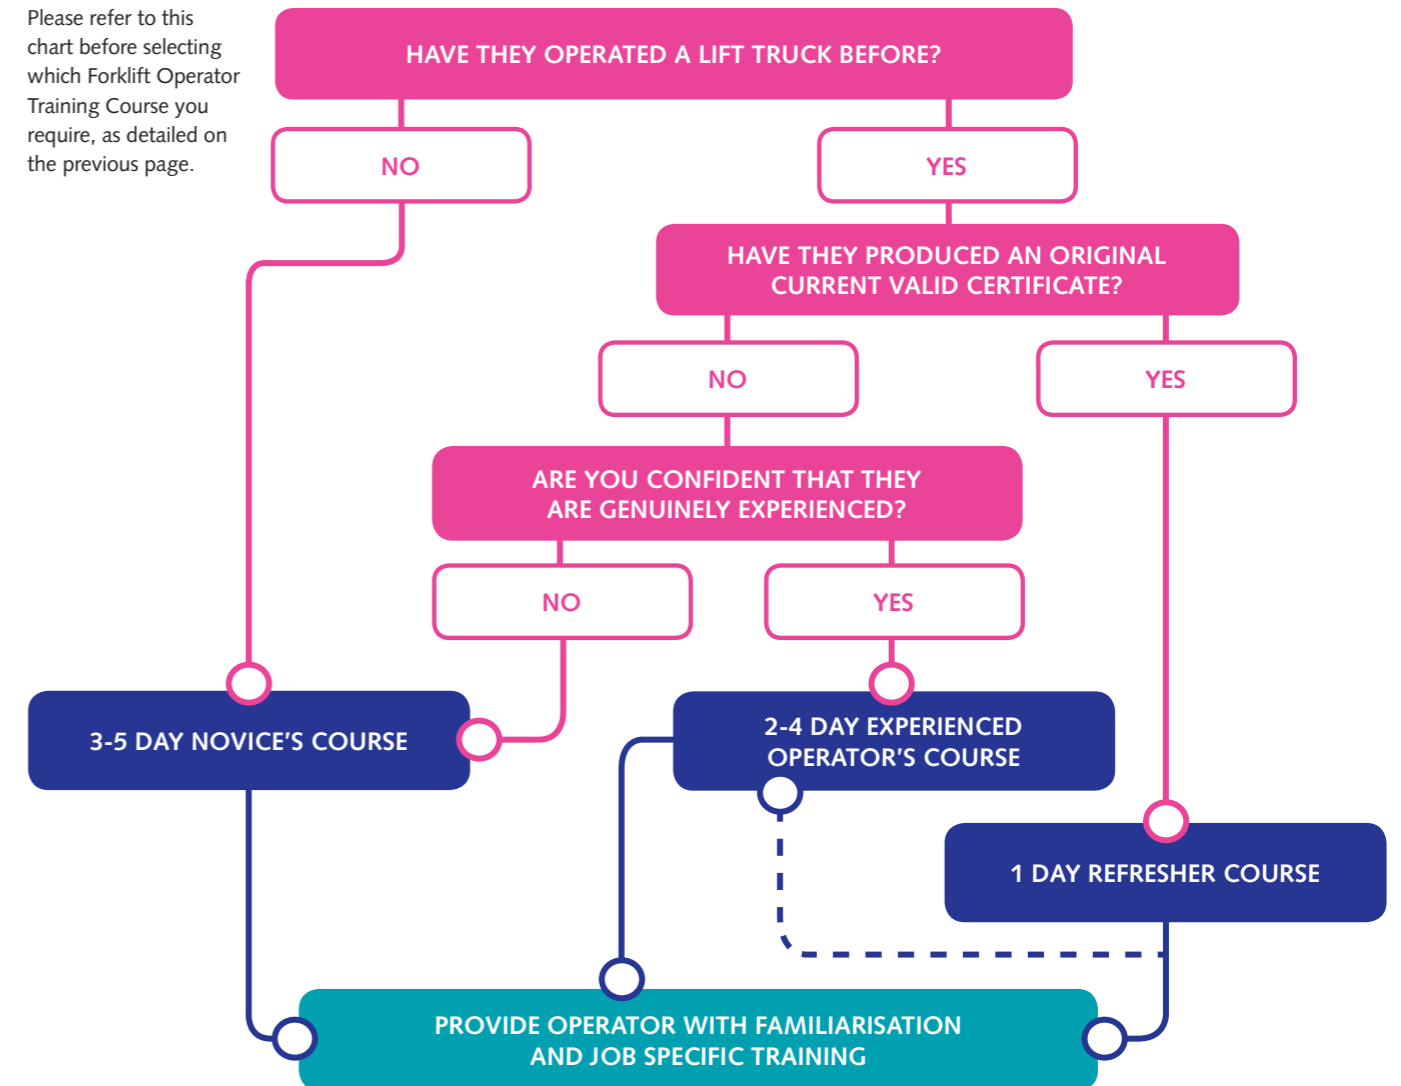 Please refer to this
chart before selecting
which Forklift Operator
Training Course you
require, as detailed on
the previous page.
HAVE THEY OPERATED A LIFT TRUCK BEFORE?
NO
YES
HAVE THEY PRODUCED AN ORIGINAL
CURRENT VALID CERTIFICATE?
NO
YES
ARE YOU CONFIDENT THAT THEY
ARE GENUINELY EXPERIENCED?
NO
YES
3-5 DAY NOVICE’S COURSE
2-4 DAY EXPERIENCED
OPERATOR’S COURSE
1 DAY REFRESHER COURSE
PROVIDE OPERATOR WITH FAMILIARISATION
AND JOB SPECIFIC TRAINING